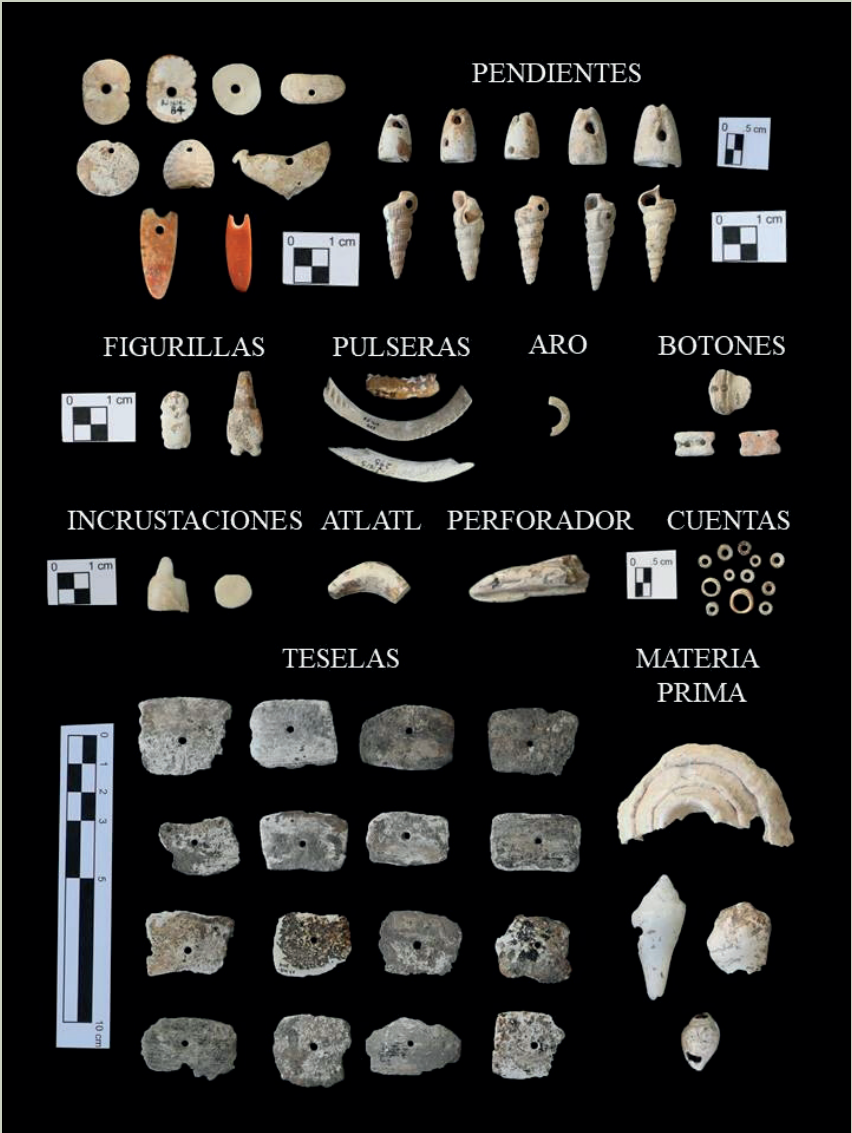 PENDIENTES
0 .5 cm
84
0 1 cm
0 1 cm
FIGURILLAS
PULSERAS
ARO
BOTONES
0 1 cm
INCRUSTACIONES
ATLATL
PERFORADOR
CUENTAS
0 1 cm
0 .5 cm
TESELAS
MATERIA
PRIMA
0
1
2
3
5
10 cm